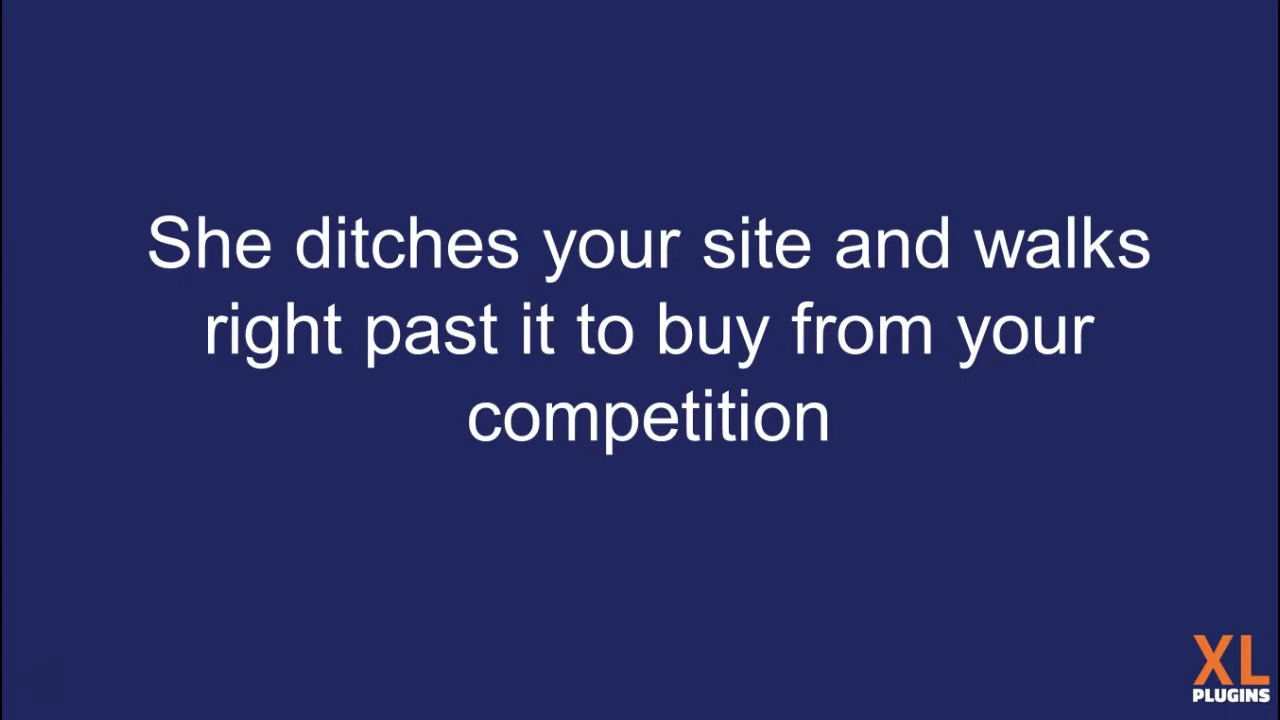 She ditches your site and walks
right past it to buy from your
competition
XL
PLUGINS